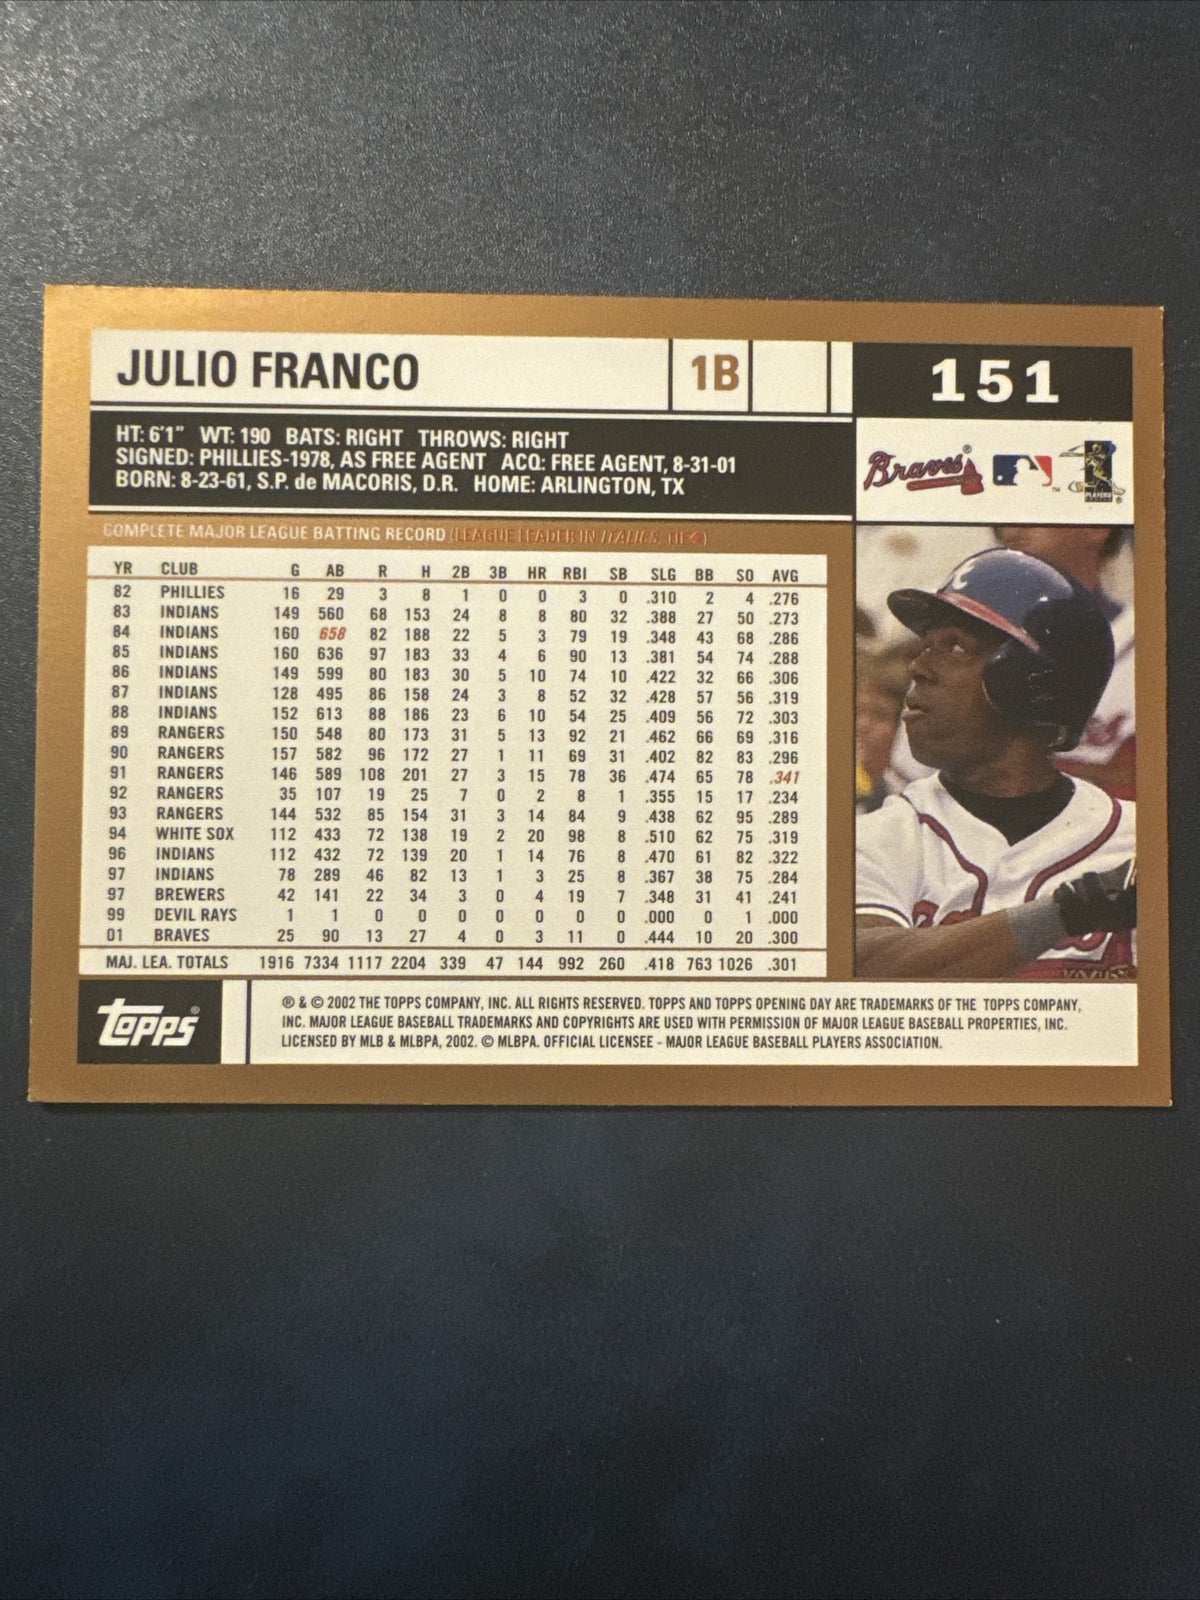 JULIO FRANCO 1B 151
HT: 6'1" WT: 190 BATS: RIGHT THROWS: RIGHT
SIGNED: PHILLIES-1978, AS FREE AGENT ACQ: FREE AGENT, 8-31-01
BORN: 8-23-61, S.P. de MACORIS, D.R. HOME: ARLINGTON, TX
Braves®
PLAYERS
COMPLETE MAJOR LEAGUE BATTING RECORD (LEAGUE LEADER IN ITALICS, TIE ♦)
YR CLUB G AB R H 2B 3B HR RBI SB SLG BB SO AVG
82 PHILLIES 16 29 3 8 1 0 0 3 0 .310 2 4 .276
83 INDIANS 149 560 68 153 24 8 8 80 32 .388 27 50 .273
84 INDIANS 160 658 82 188 22 5 3 79 19 .348 43 68 .286
85 INDIANS 160 636 97 183 33 4 6 90 13 .381 54 74 .288
86 INDIANS 149 599 80 183 30 5 10 74 10 .422 32 66 .306
87 INDIANS 128 495 86 158 24 3 8 52 32 .428 57 56 .319
88 INDIANS 152 613 88 186 23 6 10 54 25 .409 56 72 .303
89 RANGERS 150 548 80 173 31 5 13 92 21 .462 66 69 .316
90 RANGERS 157 582 96 172 27 1 11 69 31 .402 82 83 .296
91 RANGERS 146 589 108 201 27 3 15 78 36 .474 65 78 .341
92 RANGERS 35 107 19 25 7 0 2 8 1 .355 15 17 .234
93 RANGERS 144 532 85 154 31 3 14 84 9 .438 62 95 .289
94 WHITE SOX 112 433 72 138 19 2 20 98 8 .510 62 75 .319
96 INDIANS 112 432 72 139 20 1 14 76 8 .470 61 82 .322
97 INDIANS 78 289 46 82 13 1 3 25 8 .367 38 75 .284
97 BREWERS 42 141 22 34 3 0 4 19 7 .348 31 41 .241
99 DEVIL RAYS 1 1 0 0 0 0 0 0 0 .000 0 1 .000
01 BRAVES 25 90 13 27 4 0 3 11 0 .444 10 20 .300
MAJ. LEA. TOTALS 1916 7334 1117 2204 339 47 144 992 260 .418 763 1026 .301
topps®
® & © 2002 THE TOPPS COMPANY, INC. ALL RIGHTS RESERVED. TOPPS AND TOPPS OPENING DAY ARE TRADEMARKS OF THE TOPPS COMPANY,
INC. MAJOR LEAGUE BASEBALL TRADEMARKS AND COPYRIGHTS ARE USED WITH PERMISSION OF MAJOR LEAGUE BASEBALL PROPERTIES, INC.
LICENSED BY MLB & MLBPA, 2002. © MLBPA. OFFICIAL LICENSEE - MAJOR LEAGUE BASEBALL PLAYERS ASSOCIATION.